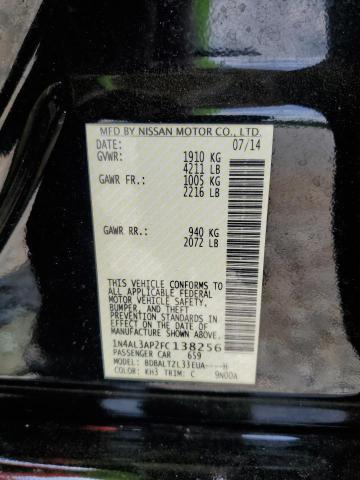 MFD BY NISSAN MOTOR CO., LTD.
DATE: 07/14
GVWR: 1910 KG
4211 LB
GAWR FR.: 1005 KG
2216 LB
GAWR RR.: 940 KG
2072 LB
THIS VEHICLE CONFORMS TO
ALL APPLICABLE FEDERAL
MOTOR VEHICLE SAFETY,
BUMPER, AND THEFT
PREVENTION STANDARDS IN
EFFECT ON THE DATE OF
MANUFACTURE SHOWN ABOVE.
1N4AL3AP2FC138256
PASSENGER CAR 659
MODEL: BDBALTZL33EUA----H
COLOR: KH3 TRIM: C 9N00A